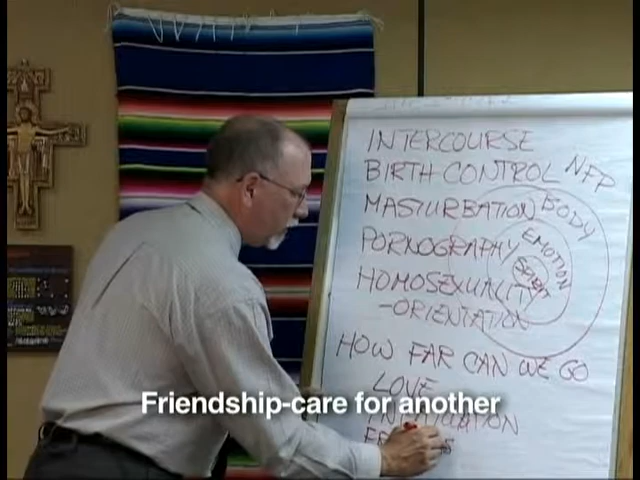 INTERCOURSE
BIRTH CONTROL NFP
MASTURBATION BODY
PORNOGRAPHY EMOTION
SPIRIT
HOMOSEXUALITY
-ORIENTATION
HOW FAR CAN WE GO
LOVE
Friendship-care for another